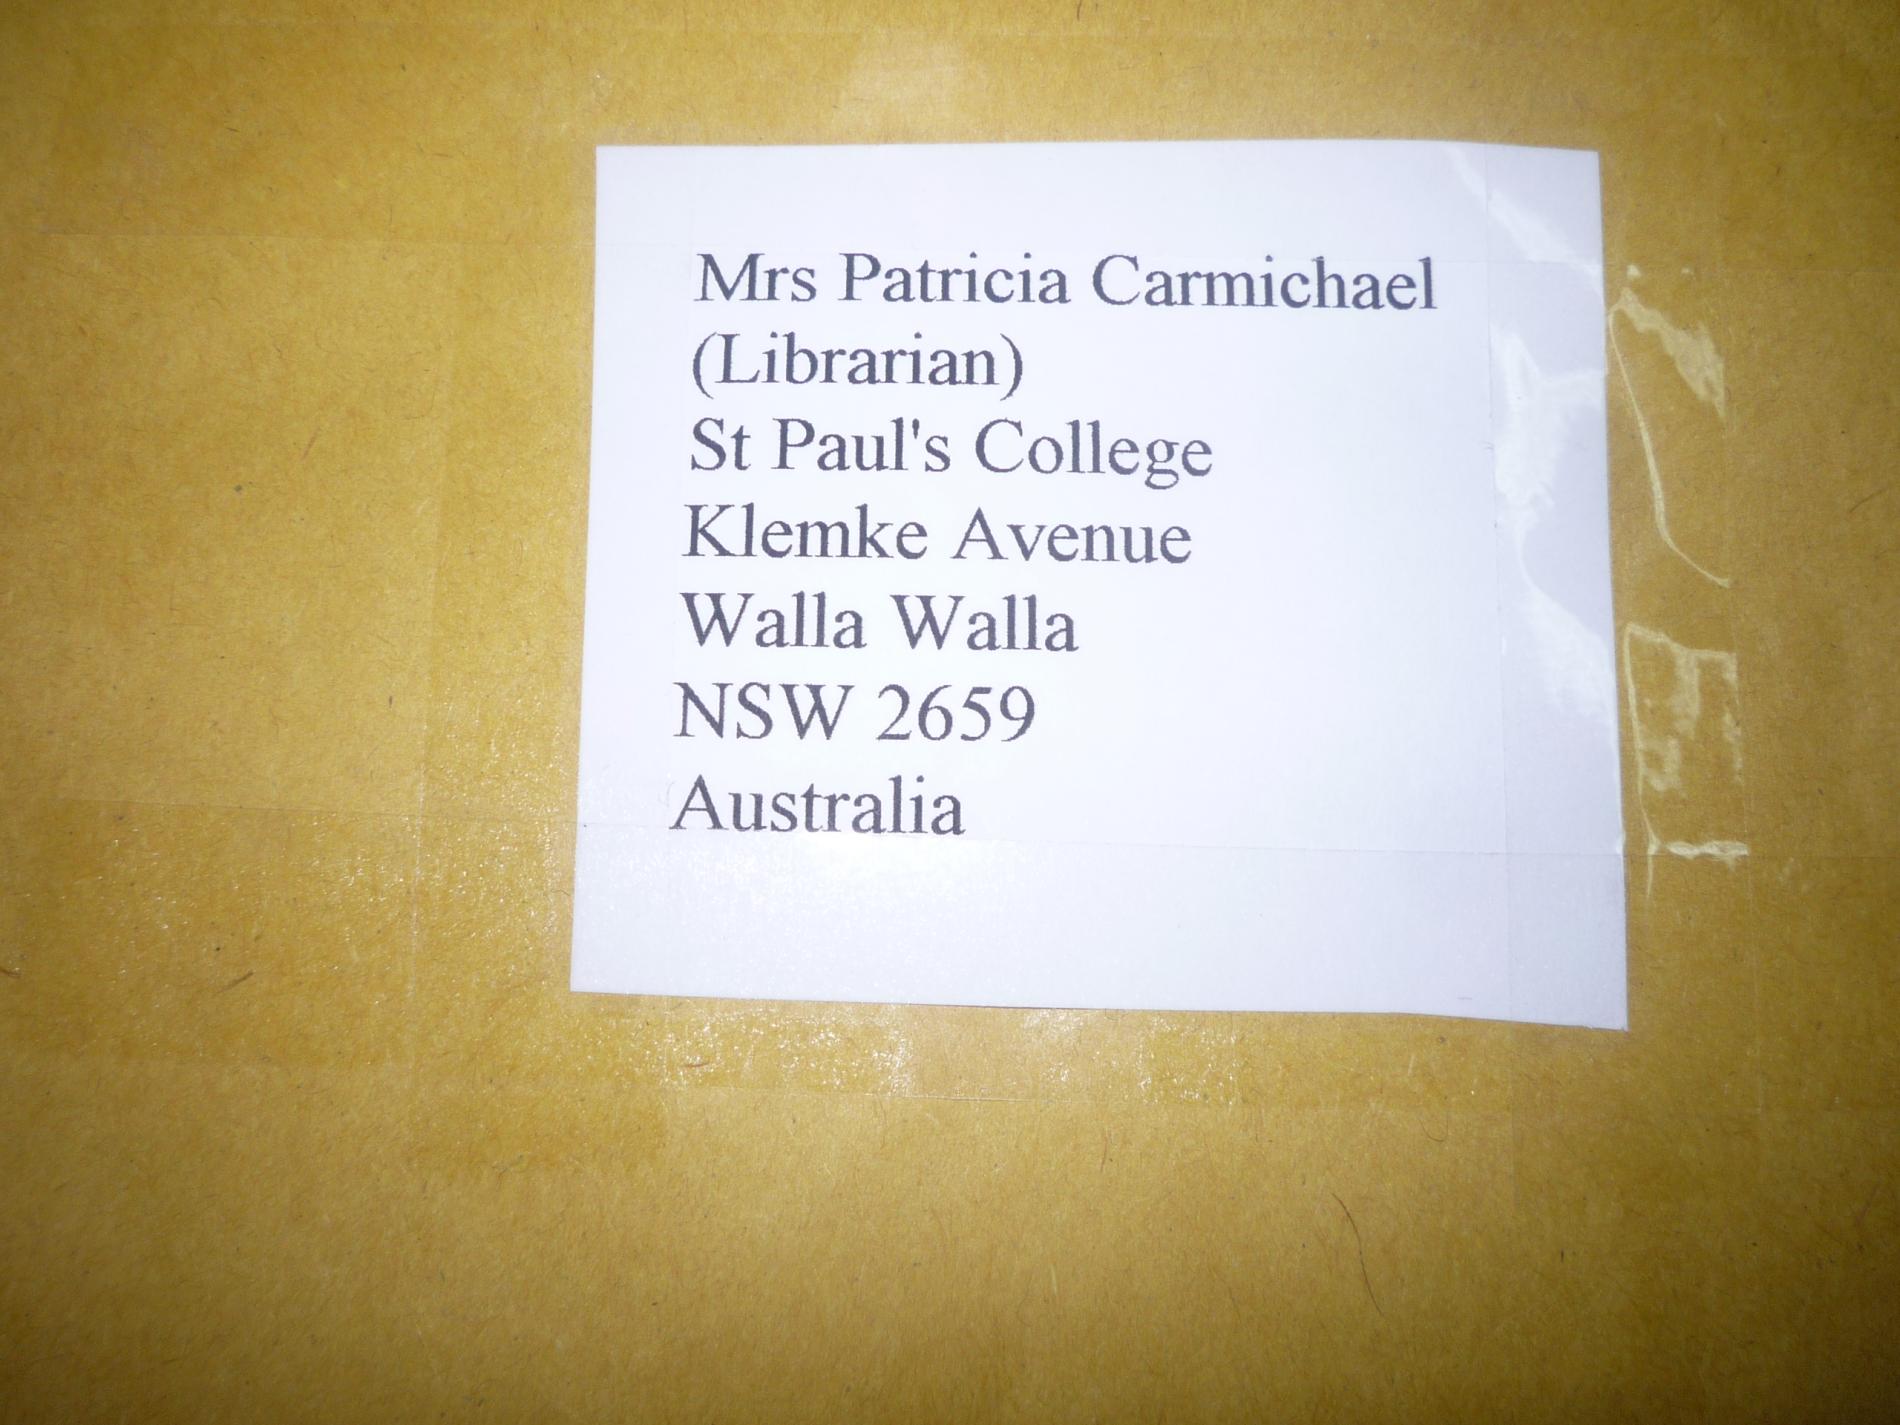 Mrs Patricia Carmichael
(Librarian)
St Paul's College
Klemke Avenue
Walla Walla
NSW 2659
Australia